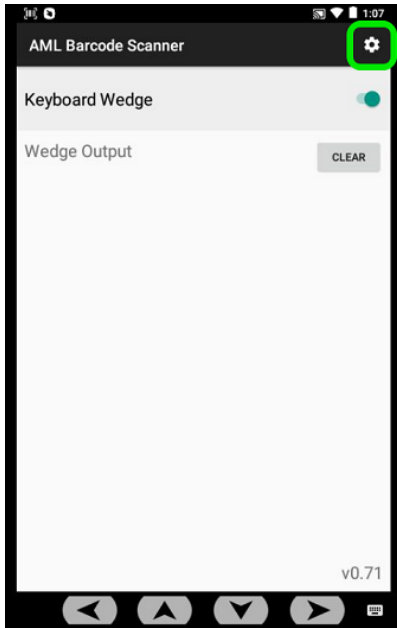 1:07
AML Barcode Scanner
Keyboard Wedge
Wedge Output
CLEAR
v0.71